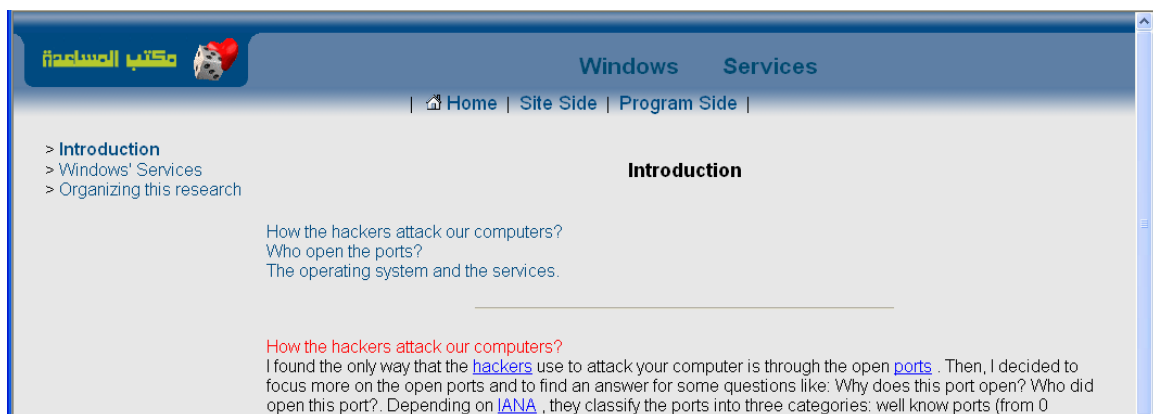 مكتب المساعدة
Windows Services
| Home | Site Side | Program Side |
> Introduction
> Windows' Services
> Organizing this research
Introduction
How the hackers attack our computers?
Who open the ports?
The operating system and the services.
How the hackers attack our computers?
I found the only way that the hackers use to attack your computer is through the open ports . Then, I decided to
focus more on the open ports and to find an answer for some questions like: Why does this port open? Who did
open this port?. Depending on IANA , they classify the ports into three categories: well know ports (from 0